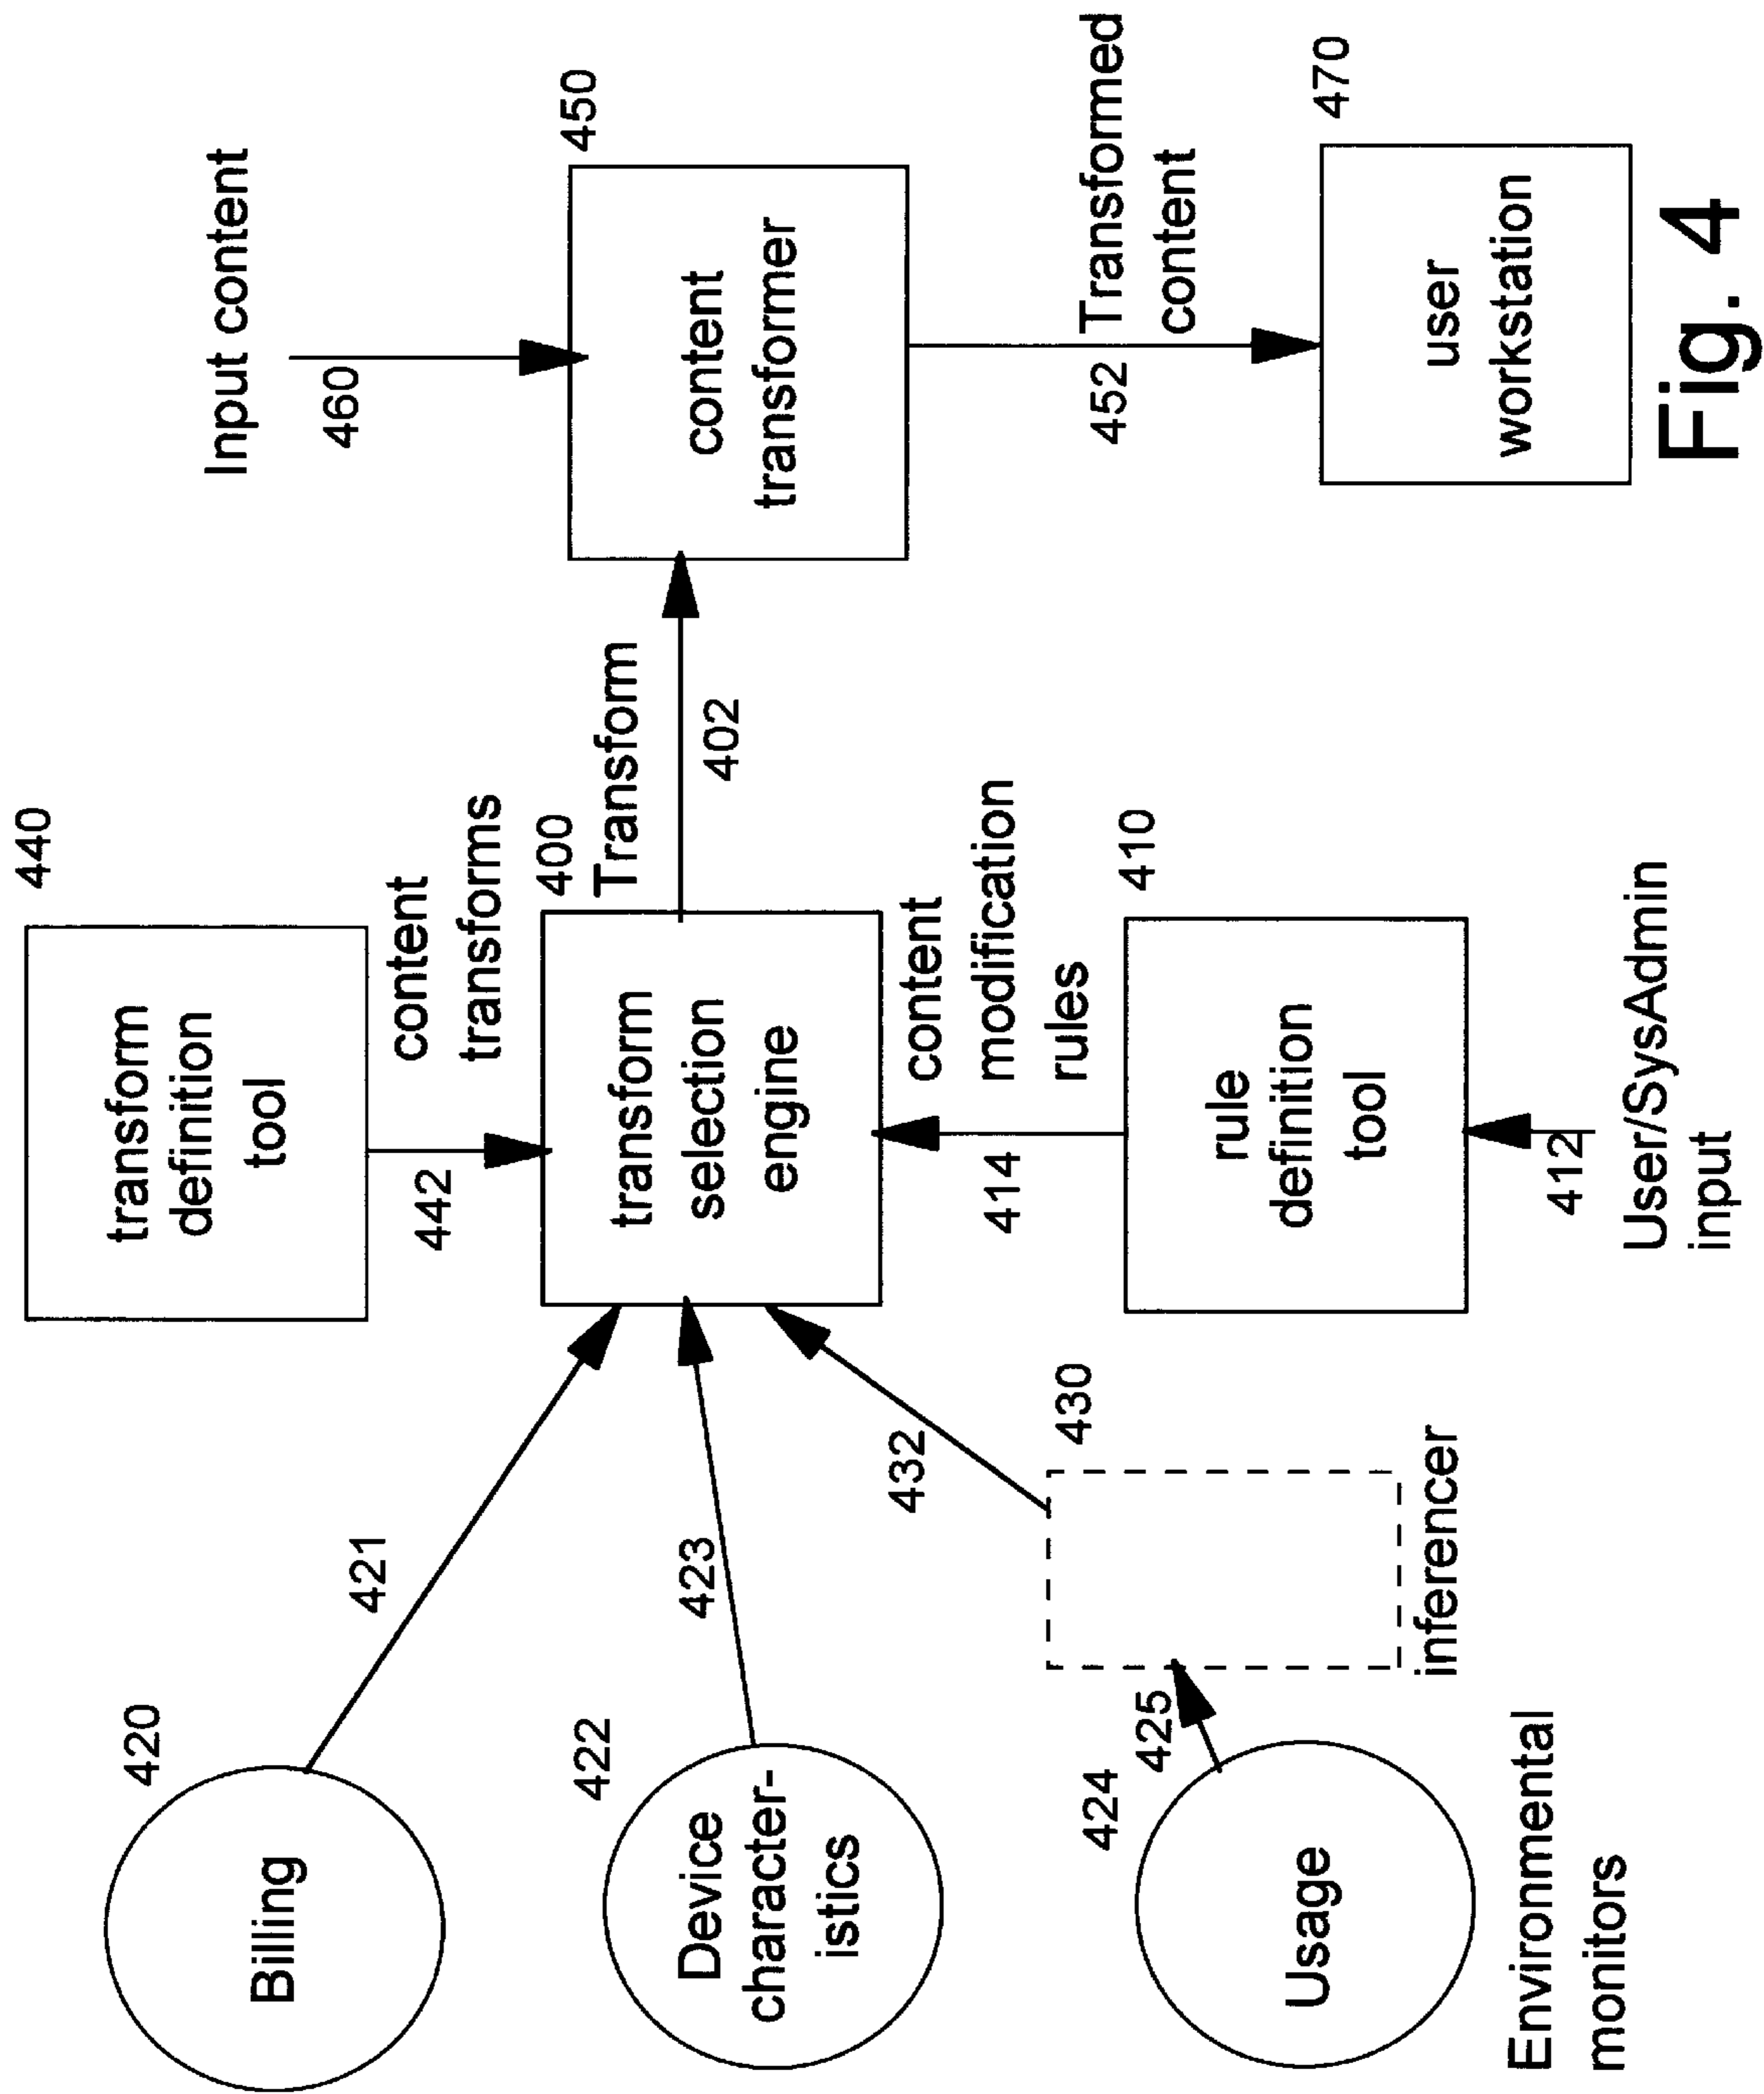 440
transform
definition
tool
442
content
transforms
Input content
460
420
Billing
421
400
transform
selection
engine
Transform
402
450
content
transformer
422
Device
character-
istics
423
432
414
content
modification
rules
452
Transformed
content
424
Usage
425
430
inferencer
410
rule
definition
tool
412
User/SysAdmin
input
470
user
workstation
Environmental
monitors
Fig. 4